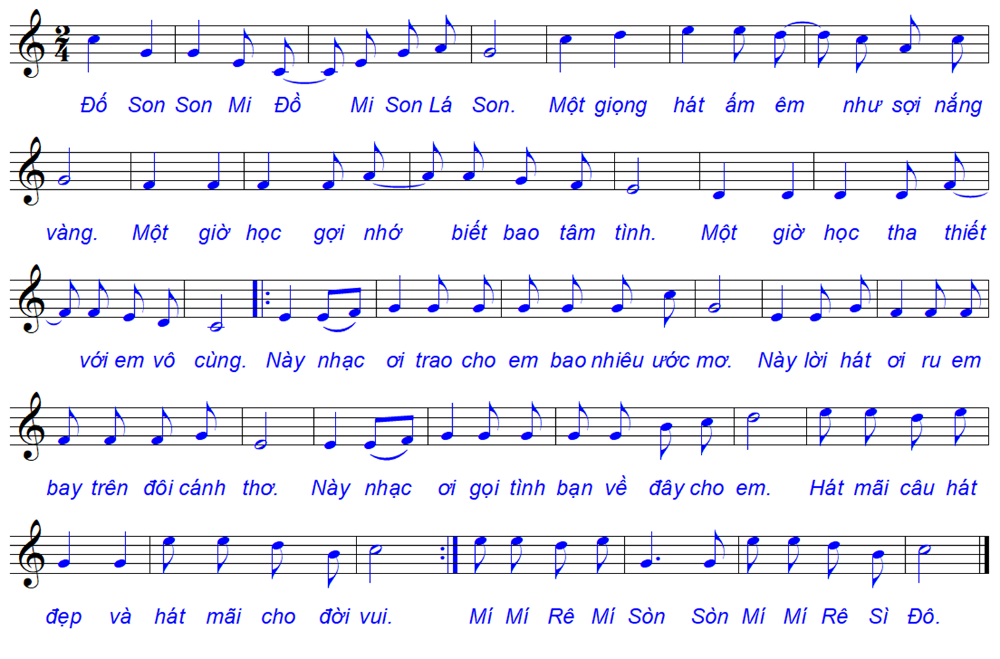 2
4
Đố Son Son Mi Đồ Mi Son Lá Son. Một giọng hát ấm êm như sợi nắng
vàng. Một giờ học gợi nhớ biết bao tâm tình. Một giờ học tha thiết
với em vô cùng. Này nhạc ơi trao cho em bao nhiêu ước mơ. Này lời hát ơi ru em
bay trên đôi cánh thơ. Này nhạc ơi gọi tình bạn về đây cho em. Hát mãi câu hát
đẹp và hát mãi cho đời vui. Mí Mí Rê Mí Sòn Sòn Mí Mí Rê Sì Đô.